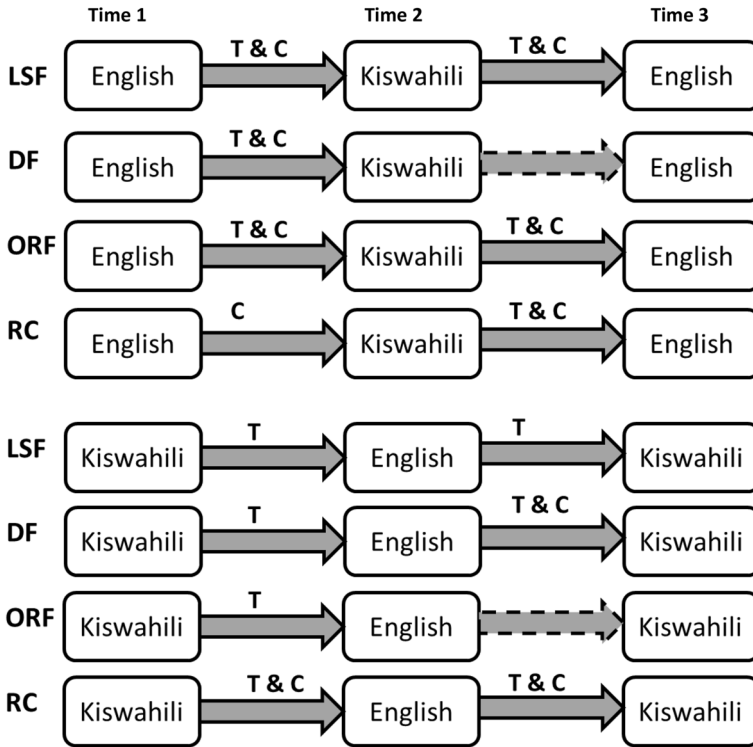 Time 1 Time 2 Time 3
T & C T & C
LSF English Kiswahili English
T & C
DF English Kiswahili English
T & C T & C
ORF English Kiswahili English
C T & C
RC English Kiswahili English
T T
LSF Kiswahili English Kiswahili
T T & C
DF Kiswahili English Kiswahili
T
ORF Kiswahili English Kiswahili
T & C T & C
RC Kiswahili English Kiswahili